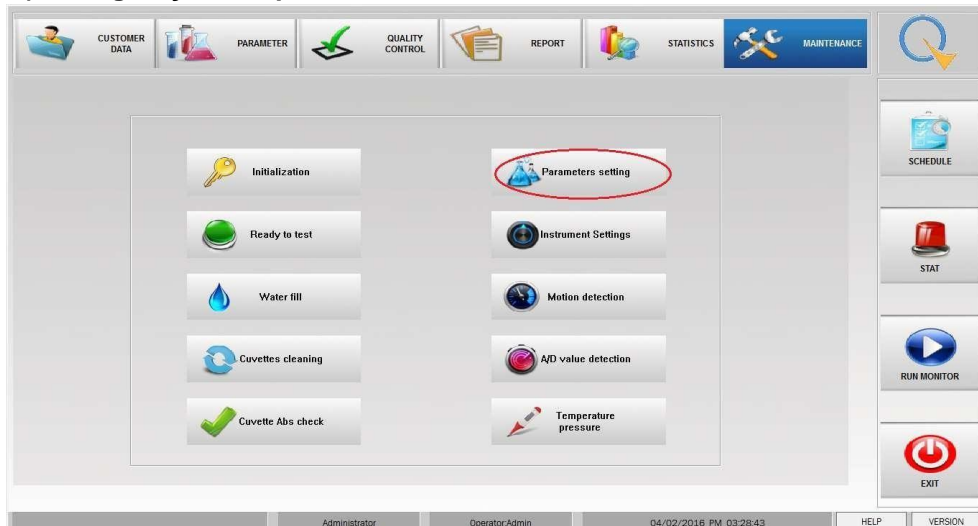 CUSTOMER
DATA
PARAMETER
QUALITY
CONTROL
REPORT
STATISTICS
MAINTENANCE
Initialization
Parameters setting
Ready to test
Instrument Settings
Water fill
Motion detection
Cuvettes cleaning
A/D value detection
Cuvette Abs check
Temperature
pressure
SCHEDULE
STAT
RUN MONITOR
EXIT
Administrator
Operator:Admin
04/02/2016 PM 03:28:43
HELP
VERSION